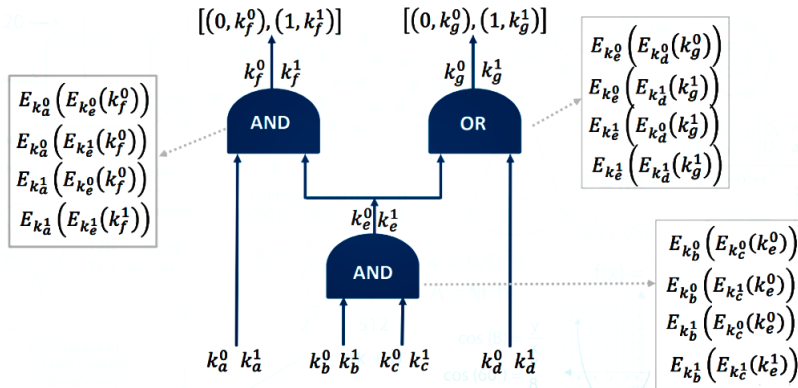 [(0, k_f^0), (1, k_f^1)]
[(0, k_g^0), (1, k_g^1)]
k_f^0 k_f^1
k_g^0 k_g^1
AND
OR
E_{k_a^0}(E_{k_e^0}(k_f^0))
E_{k_a^0}(E_{k_e^1}(k_f^0))
E_{k_a^1}(E_{k_e^0}(k_f^0))
E_{k_a^1}(E_{k_e^1}(k_f^1))
E_{k_e^0}(E_{k_d^0}(k_g^0))
E_{k_e^0}(E_{k_d^1}(k_g^1))
E_{k_e^1}(E_{k_d^0}(k_g^1))
E_{k_e^1}(E_{k_d^1}(k_g^1))
k_e^0 k_e^1
AND
E_{k_b^0}(E_{k_c^0}(k_e^0))
E_{k_b^0}(E_{k_c^1}(k_e^0))
E_{k_b^1}(E_{k_c^0}(k_e^0))
E_{k_b^1}(E_{k_c^1}(k_e^1))
k_a^0 k_a^1
k_b^0 k_b^1
k_c^0 k_c^1
k_d^0 k_d^1